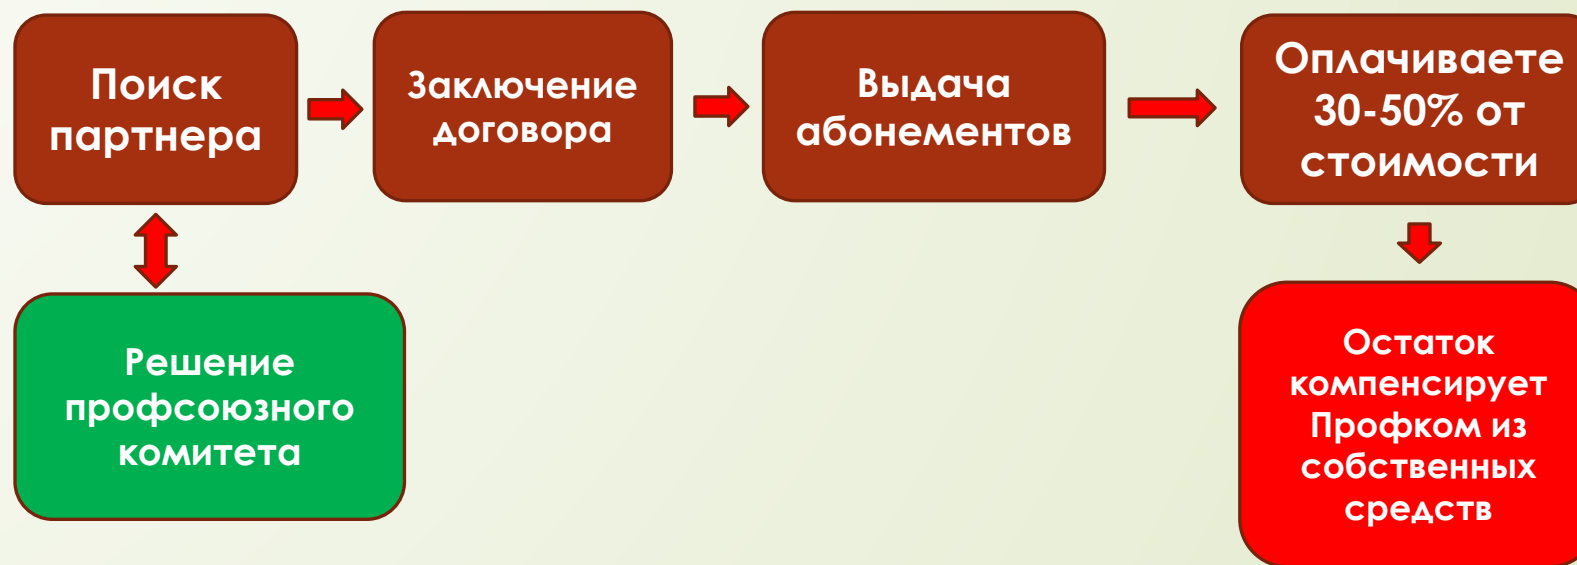 Поиск
партнера
Заключение
договора
Выдача
абонементов
Оплачиваете
30-50% от
стоимости
Решение
профсоюзного
комитета
Остаток
компенсирует
Профком из
собственных
средств